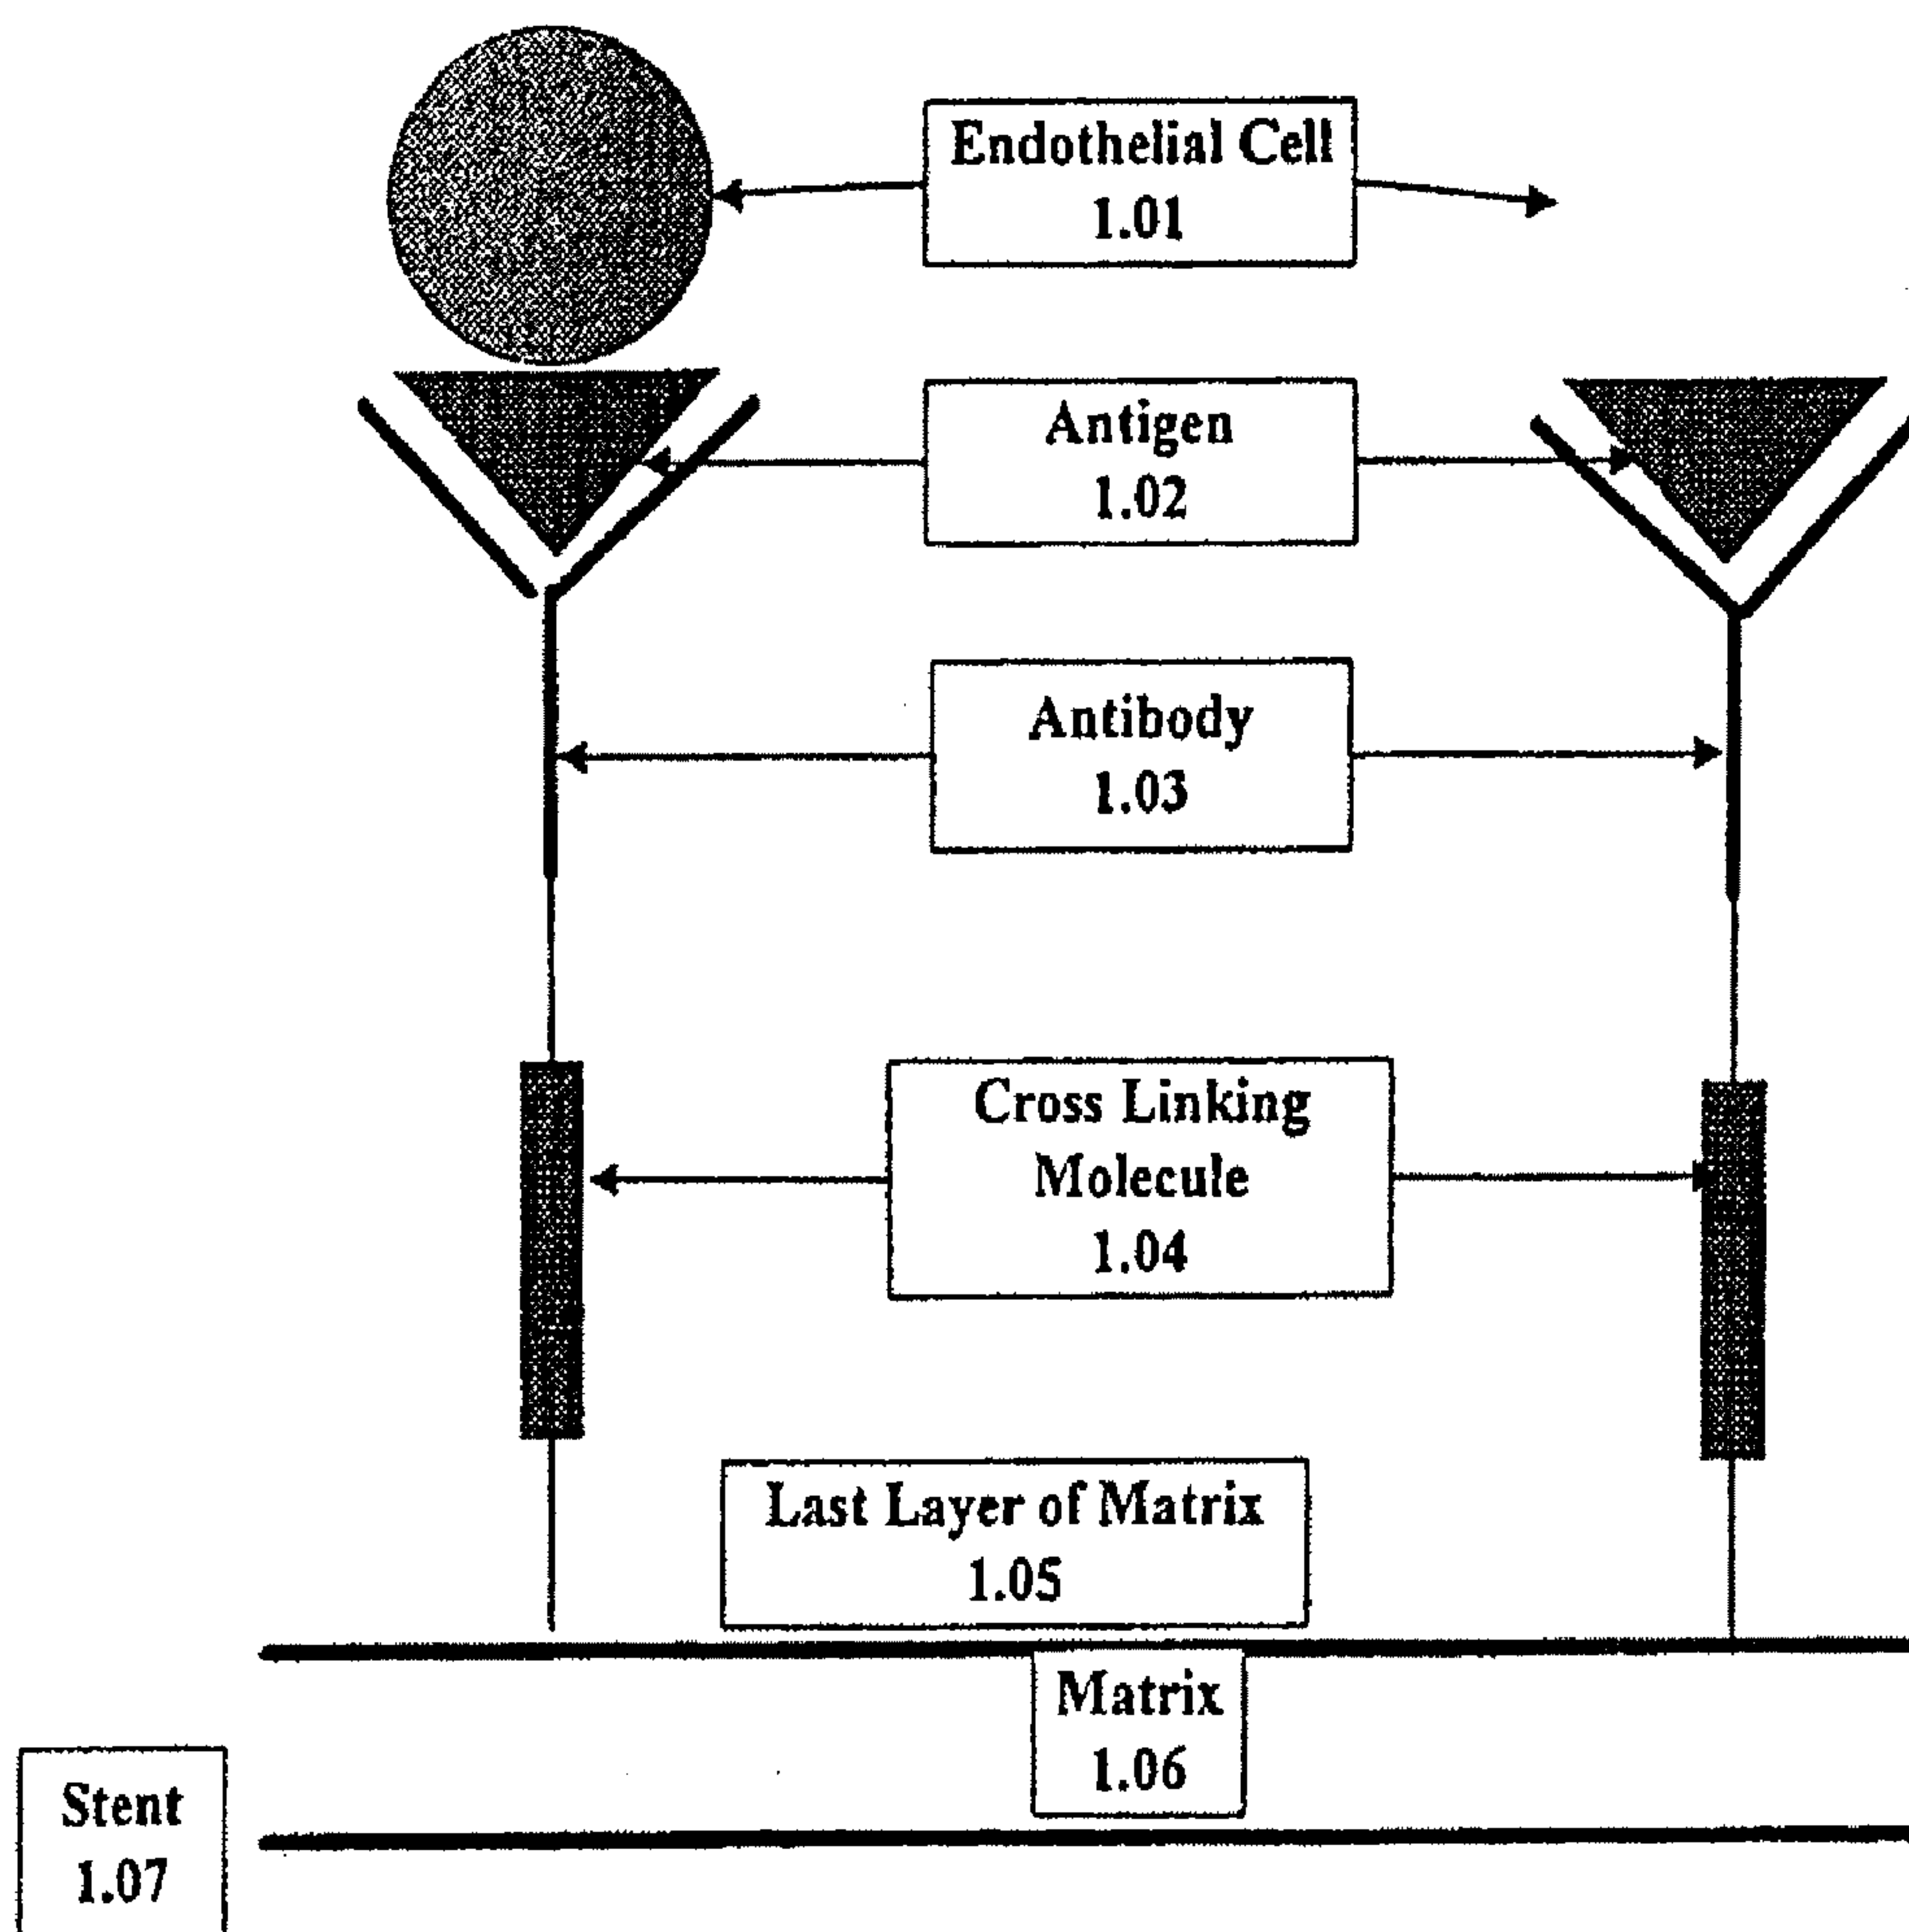 Endothelial Cell
1.01
Antigen
1.02
Antibody
1.03
Cross Linking
Molecule
1.04
Last Layer of Matrix
1.05
Matrix
1.06
Stent
1.07